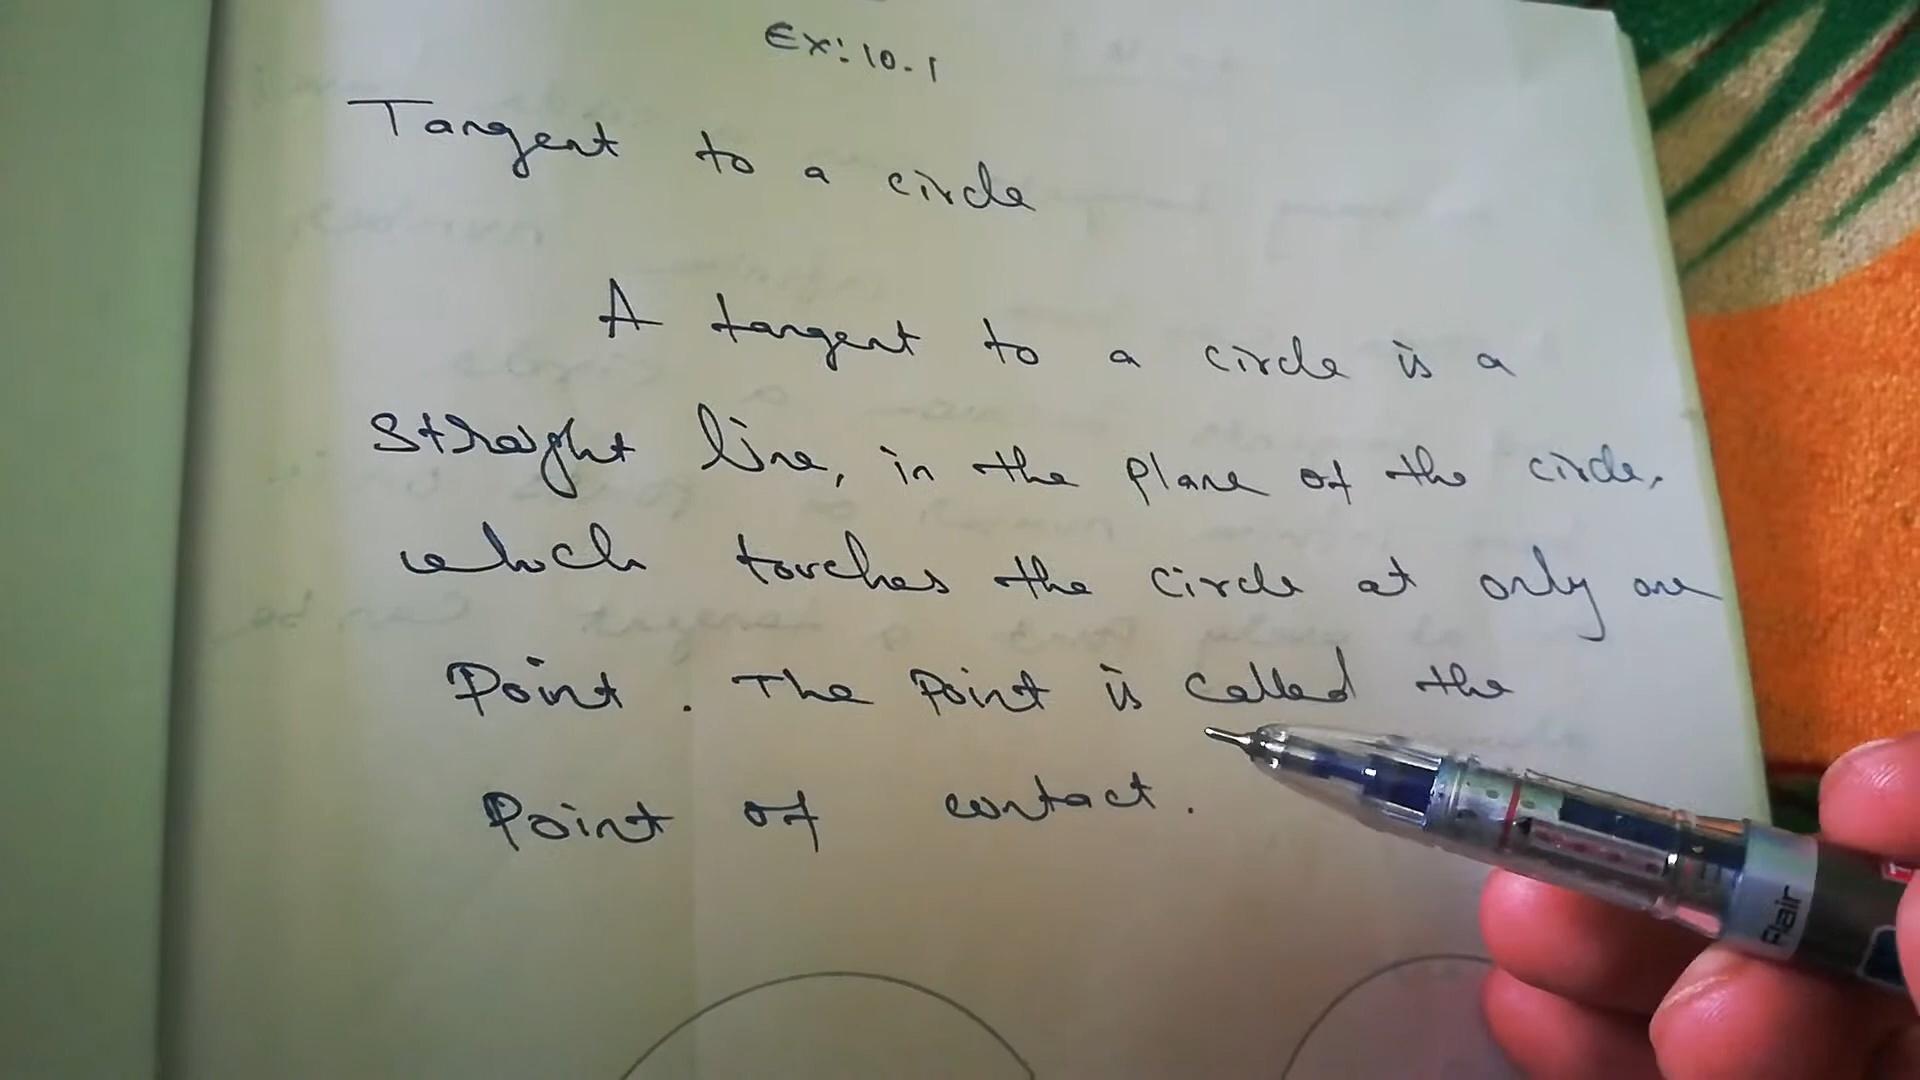 Ex: 10.1
Tangent to a circle
A tangent to a circle is a
straight line, in the plane of the circle,
which touches the circle at only one
Point. The Point is called the
Point of contact.
Flair